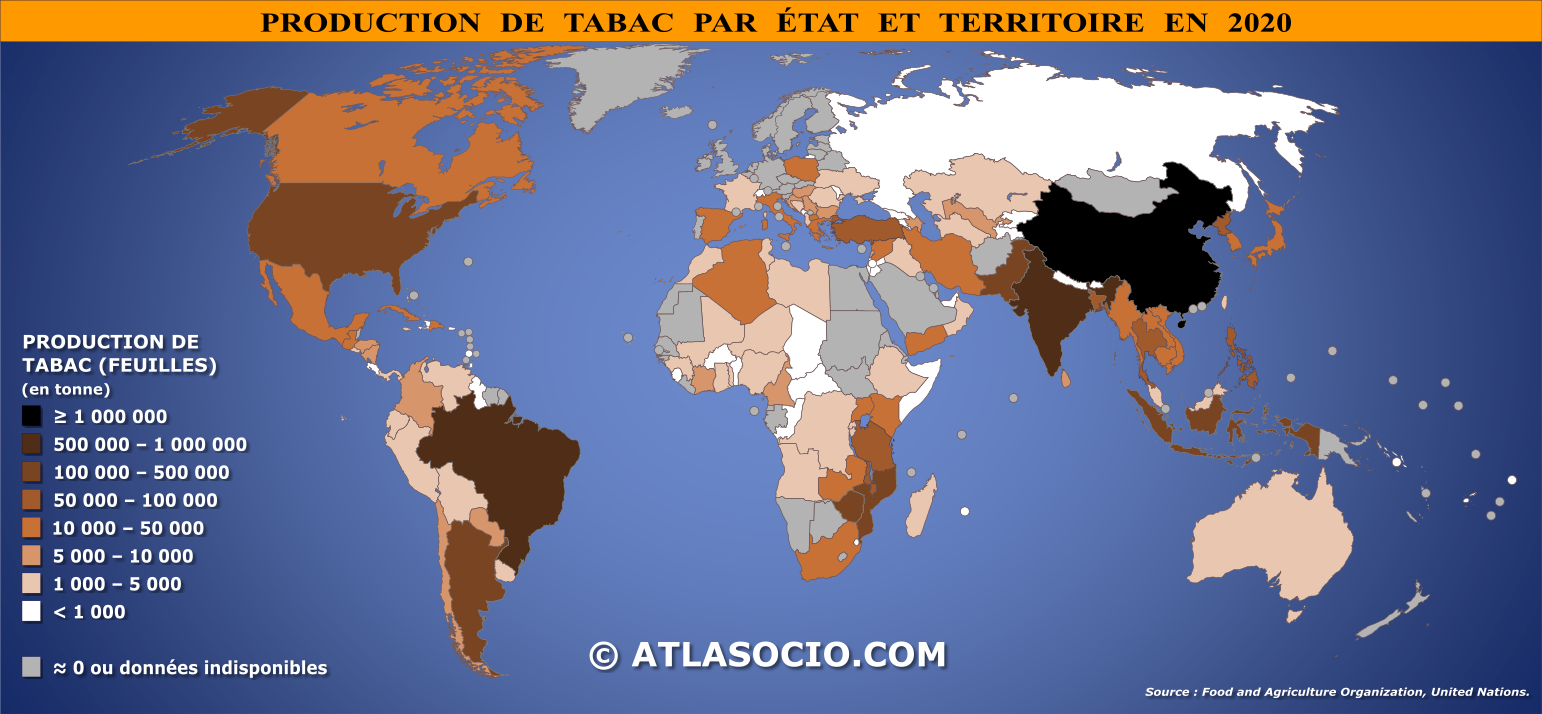 PRODUCTION DE TABAC PAR ÉTAT ET TERRITOIRE EN 2020
PRODUCTION DE
TABAC (FEUILLES)
(en tonne)
≥ 1 000 000
500 000 – 1 000 000
100 000 – 500 000
50 000 – 100 000
10 000 – 50 000
5 000 – 10 000
1 000 – 5 000
< 1 000
≈ 0 ou données indisponibles
© ATLASOCIO.COM
Source : Food and Agriculture Organization, United Nations.